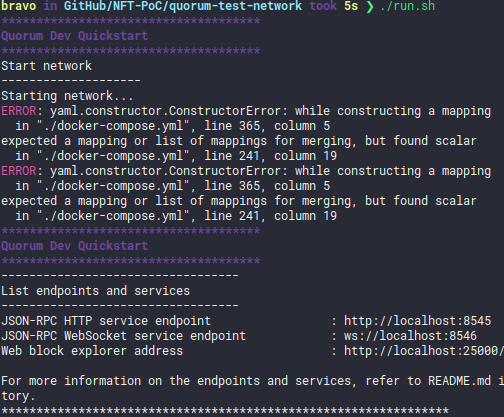 bravo in GitHub/NFT-PoC/quorum-test-network took 5s ❯ ./run.sh
*************************************
Quorum Dev Quickstart
*************************************
Start network
--------------------
Starting network...
ERROR: yaml.constructor.ConstructorError: while constructing a mapping
  in "./docker-compose.yml", line 365, column 5
expected a mapping or list of mappings for merging, but found scalar
  in "./docker-compose.yml", line 241, column 19
ERROR: yaml.constructor.ConstructorError: while constructing a mapping
  in "./docker-compose.yml", line 365, column 5
expected a mapping or list of mappings for merging, but found scalar
  in "./docker-compose.yml", line 241, column 19
*************************************
Quorum Dev Quickstart
*************************************
----------------------------------
List endpoints and services
----------------------------------
JSON-RPC HTTP service endpoint                 : http://localhost:8545
JSON-RPC WebSocket service endpoint            : ws://localhost:8546
Web block explorer address                     : http://localhost:25000/
For more information on the endpoints and services, refer to README.md i
tory.
****************************************************************